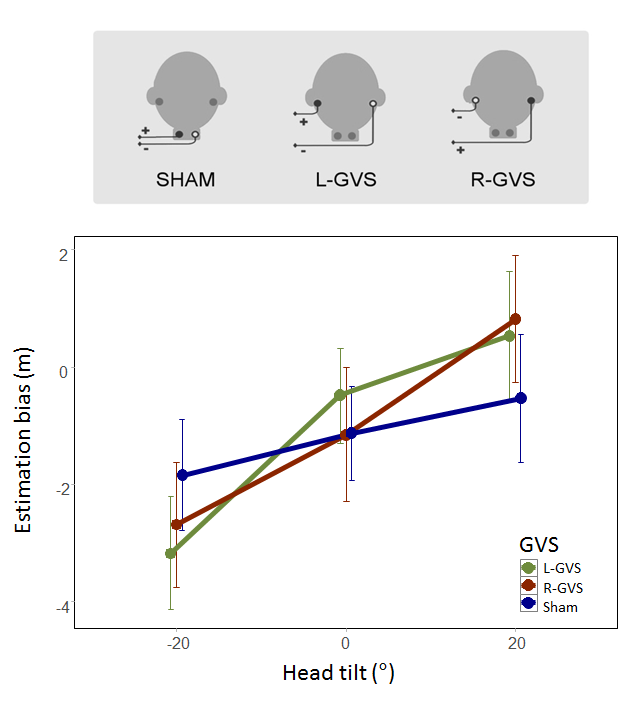 +
-
SHAM
+
-
L-GVS
-
+
R-GVS
2
0
-2
-4
Estimation bias (m)
-20
0
20
Head tilt (°)
GVS
L-GVS
R-GVS
Sham